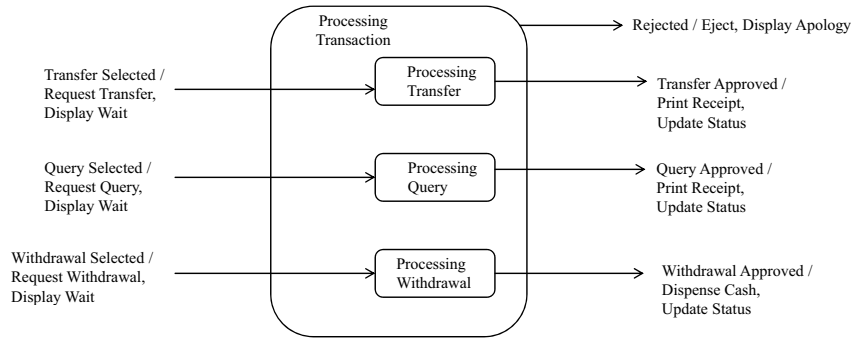 Processing
Transaction
Rejected / Eject, Display Apology
Transfer Selected /
Request Transfer,
Display Wait
Processing
Transfer
Transfer Approved /
Print Receipt,
Update Status
Query Selected /
Request Query,
Display Wait
Processing
Query
Query Approved /
Print Receipt,
Update Status
Withdrawal Selected /
Request Withdrawal,
Display Wait
Processing
Withdrawal
Withdrawal Approved /
Dispense Cash,
Update Status